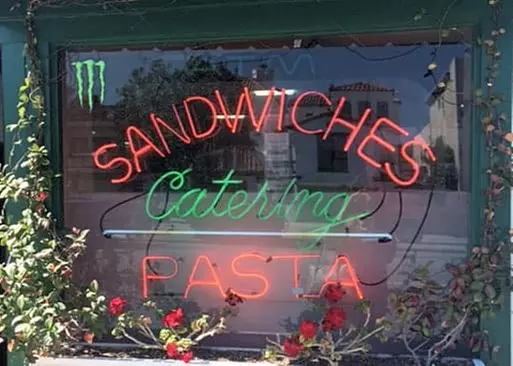 SANDWICHES
Catering
PASTA